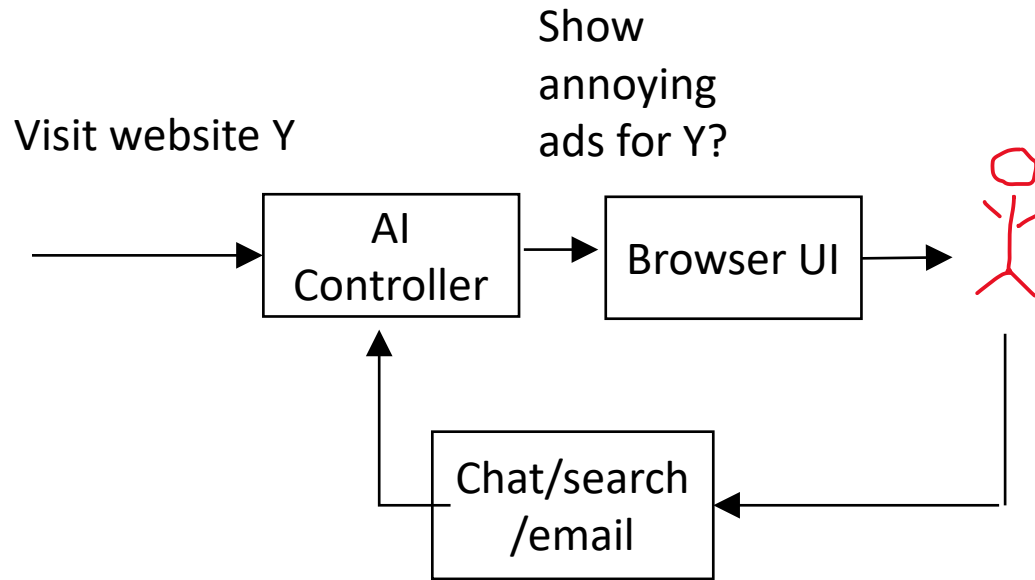 Show
annoying
ads for Y?
Visit website Y
AI
Controller
Browser UI
Chat/search
/email